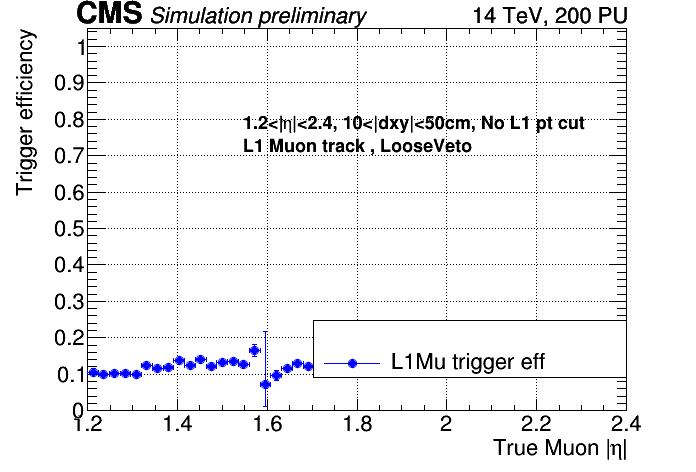 CMS Simulation preliminary 14 TeV, 200 PU
Trigger efficiency
1.2<|η|<2.4, 10<|dxy|<50cm, No L1 pt cut
L1 Muon track , LooseVeto
1
0.9
0.8
0.7
0.6
0.5
0.4
0.3
0.2
0.1
0
L1Mu trigger eff
1.2 1.4 1.6 1.8 2 2.2 2.4
True Muon |η|